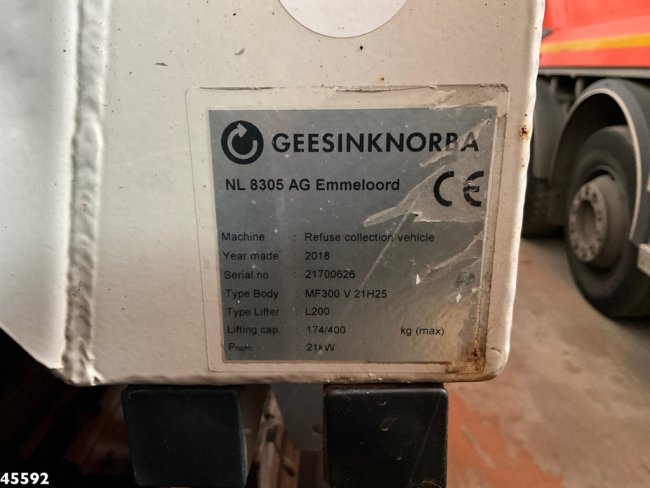 GEESINKNORBA
NL 8305 AG Emmeloord CE
Machine : Refuse collection vehicle
Year made : 2018
Serial no : 21700626
Type Body : MF300 V 21H25
Type Lifter : L200
Lifting cap. : 174/400 kg (max)
Pnom : 21kW
45592